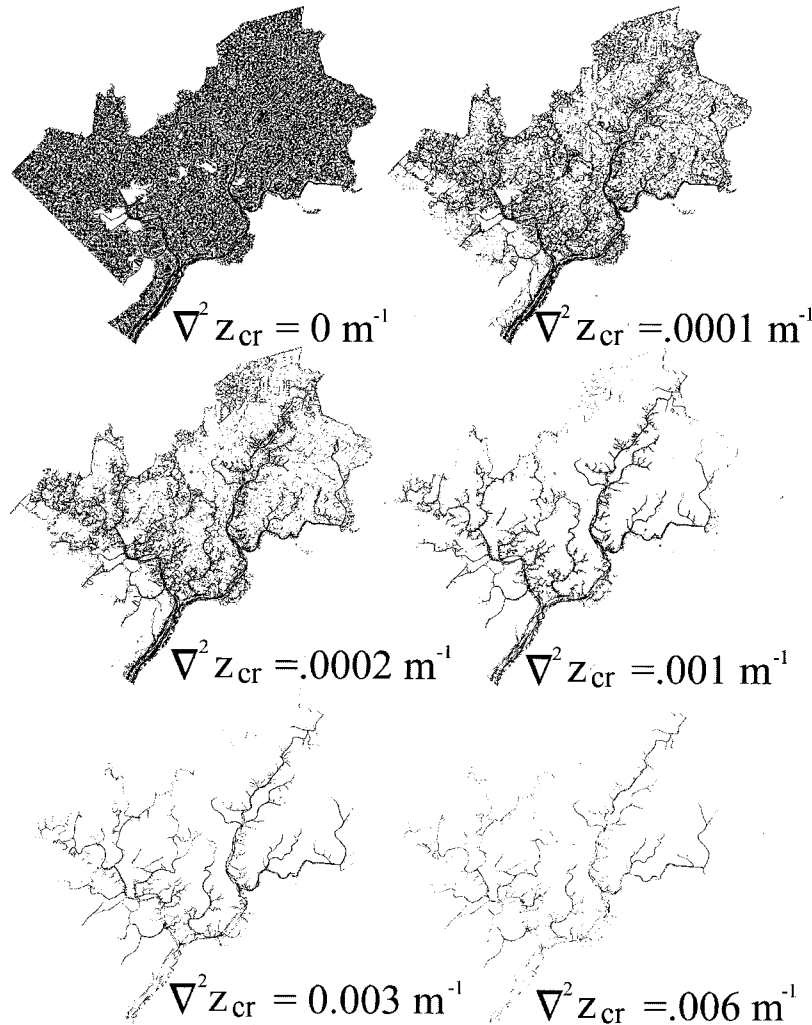 ∇² z_cr = 0 m⁻¹
∇² z_cr =.0001 m⁻¹
∇² z_cr =.0002 m⁻¹
∇² z_cr =.001 m⁻¹
∇² z_cr = 0.003 m⁻¹
∇² z_cr =.006 m⁻¹